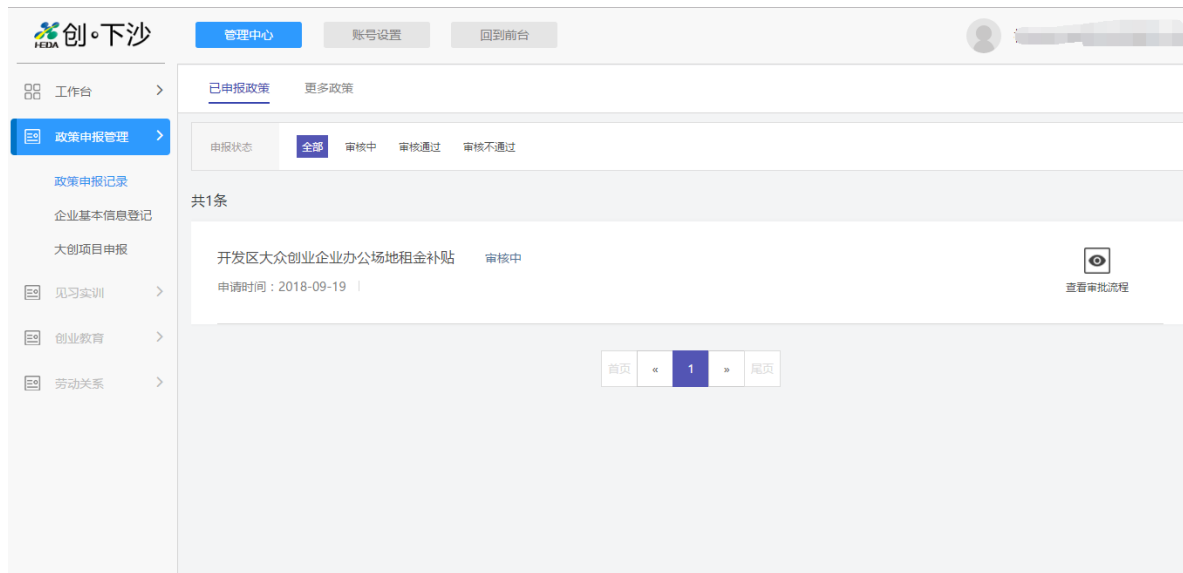 HEDA 创∘下沙
管理中心 账号设置 回到前台
工作台
政策申报管理
政策申报记录
企业基本信息登记
大创项目申报
见习实训
创业教育
劳动关系
已申报政策 更多政策
申报状态 全部 审核中 审核通过 审核不通过
共1条
开发区大众创业企业办公场地租金补贴 审核中
申请时间：2018-09-19
查看审批流程
首页 « 1 » 尾页